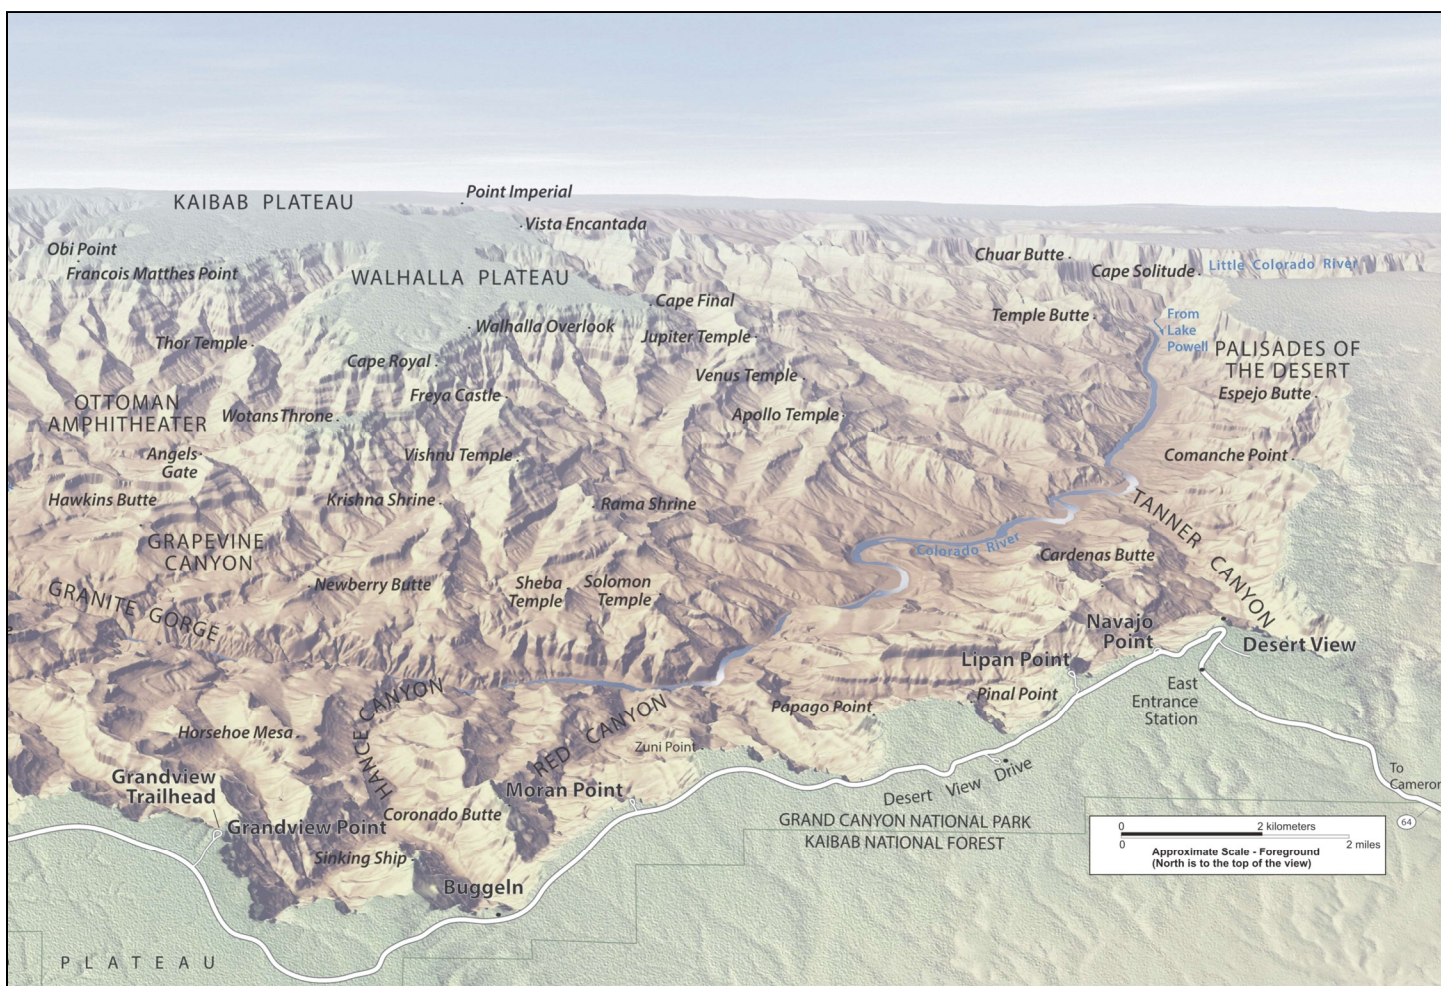 Point Imperial
KAIBAB PLATEAU
Vista Encantada
Obi Point
Chuar Butte
Francois Matthes Point
WALHALLA PLATEAU
Cape Solitude
Little Colorado River
Cape Final
Walhalla Overlook
Temple Butte
From
Lake
Powell
Thor Temple
Jupiter Temple
Cape Royal
PALISADES OF
THE DESERT
Venus Temple
Freya Castle
Espejo Butte
OTTOMAN
AMPHITHEATER
WotansThrone
Apollo Temple
Angels
Gate
Vishnu Temple
Comanche Point
Hawkins Butte
Krishna Shrine
Rama Shrine
TANNER CANYON
GRAPEVINE
CANYON
Colorado River
Cardenas Butte
GRANITE GORGE
Newberry Butte
Sheba
Temple
Solomon
Temple
Navajo
Point
Desert View
Lipan Point
East
Entrance
Station
Pinal Point
HANCE CANYON
RED CANYON
Papago Point
Horsehoe Mesa
Zuni Point
Grandview
Trailhead
Moran Point
Desert View Drive
To
Cameron
Coronado Butte
Grandview Point
GRAND CANYON NATIONAL PARK
KAIBAB NATIONAL FOREST
64
0 2 kilometers
0 2 miles
Approximate Scale - Foreground
(North is to the top of the view)
Sinking Ship
Buggeln
PLATEAU